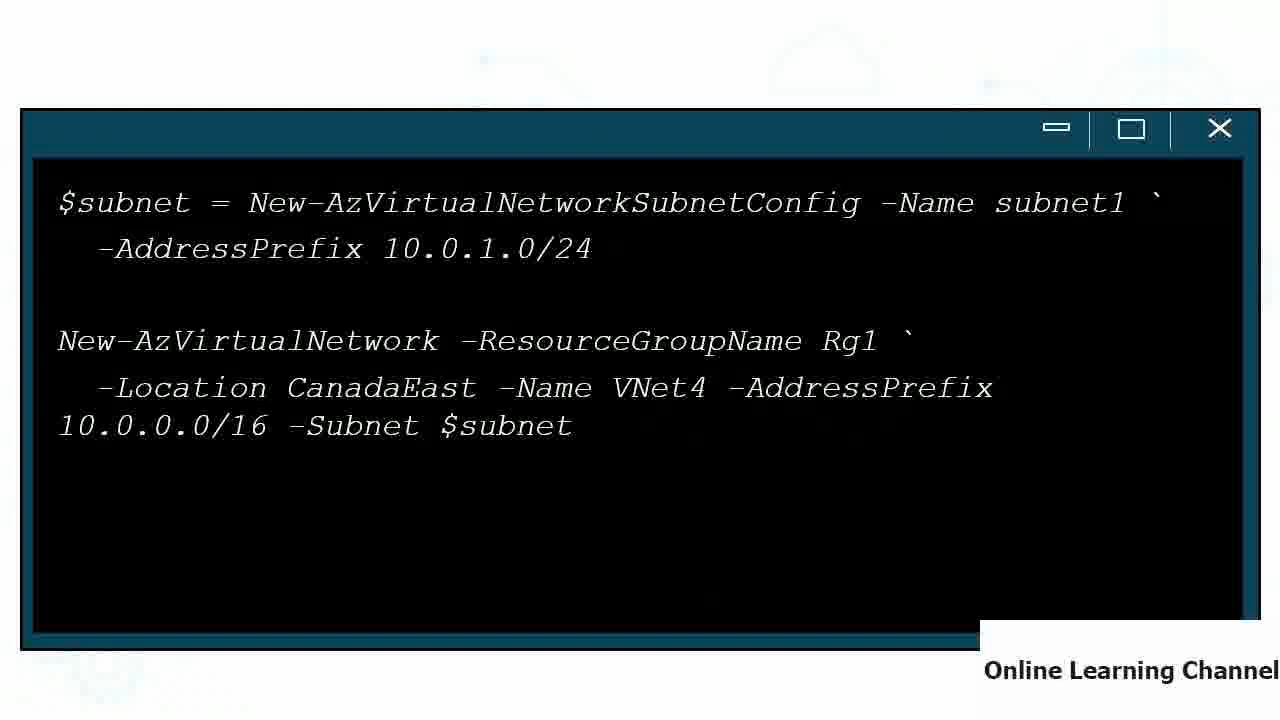 $subnet = New-AzVirtualNetworkSubnetConfig -Name subnet1 `
-AddressPrefix 10.0.1.0/24
New-AzVirtualNetwork -ResourceGroupName Rg1 `
-Location CanadaEast -Name VNet4 -AddressPrefix
10.0.0.0/16 -Subnet $subnet
Online Learning Channel